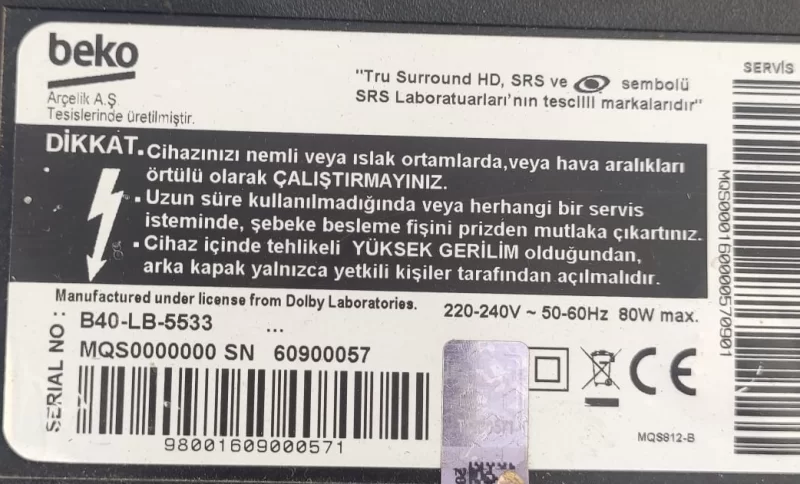 beko
Arçelik A.Ş
Tesislerinde üretilmiştir.
"Tru Surround HD, SRS ve sembolü
SRS Laboratuarları'nın tescilli markalarıdır"
SERVİS
DİKKAT. Cihazınızı nemli veya ıslak ortamlarda,veya hava aralıkları
örtülü olarak ÇALIŞTIRMAYINIZ.
. Uzun süre kullanılmadığında veya herhangi bir servis
isteminde, şebeke besleme fişini prizden mutlaka çıkartınız.
. Cihaz içinde tehlikeli YÜKSEK GERİLİM olduğundan,
arka kapak yalnızca yetkili kişiler tarafından açılmalıdır.
Manufactured under license from Dolby Laboratories.
220-240V ~ 50-60Hz 80W max.
SERIAL NO :
B40-LB-5533 ...
MQS0000000 SN 60900057
98001609000571
CE
MQS812-B
MQS0001600000570901